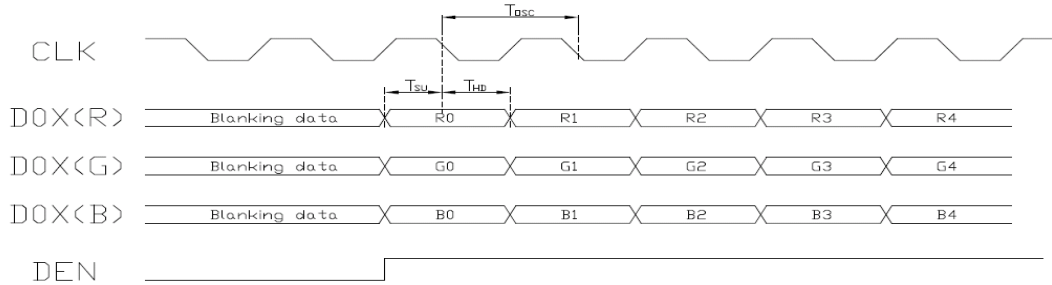 Tosc
CLK
Tsu THD
DOX(R) Blanking data R0 R1 R2 R3 R4
DOX(G) Blanking data G0 G1 G2 G3 G4
DOX(B) Blanking data B0 B1 B2 B3 B4
DEN